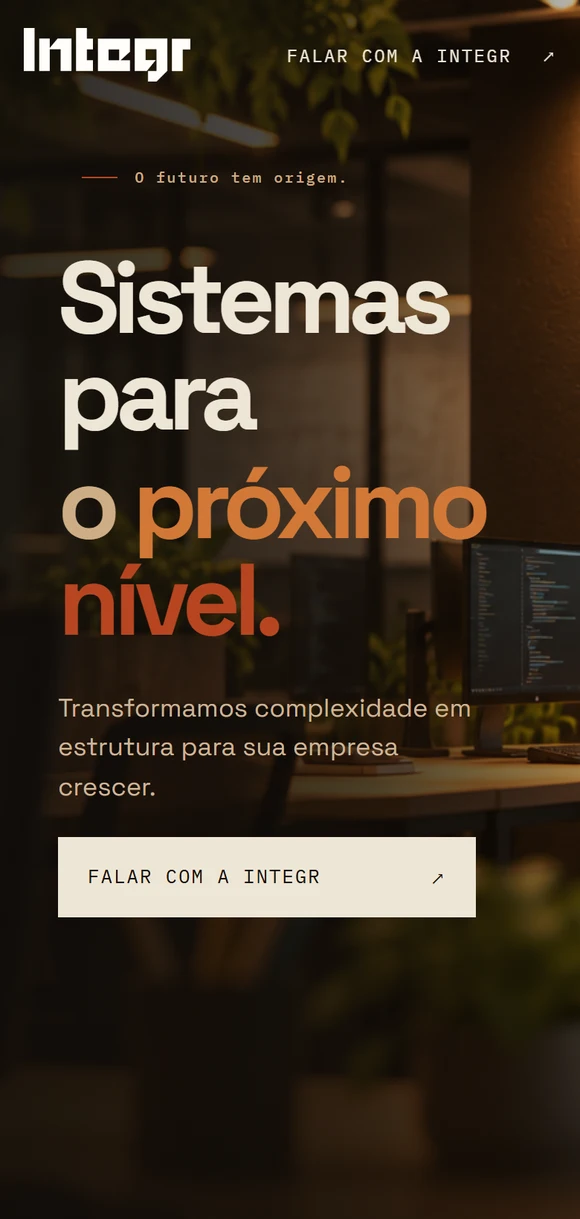 Integr
FALAR COM A INTEGR ↗
O futuro tem origem.
Sistemas
para
o próximo
nível.
Transformamos complexidade em
estrutura para sua empresa
crescer.
FALAR COM A INTEGR ↗